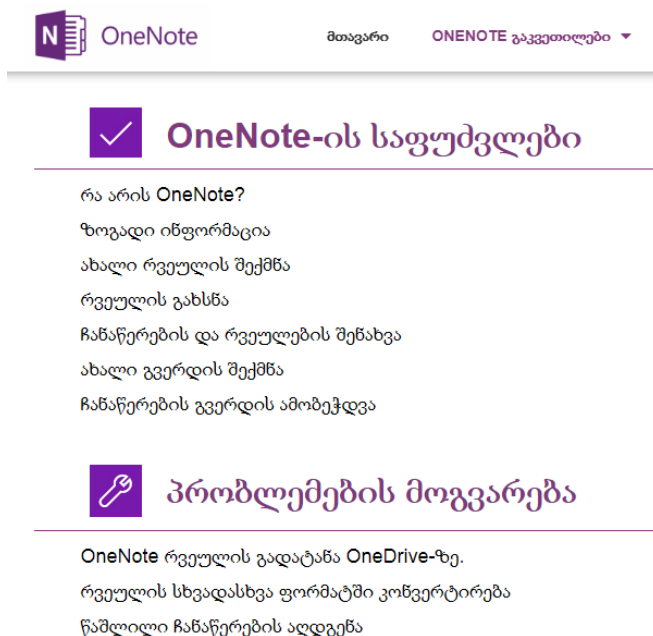 N OneNote
მთავარი ONENOTE გაკვეთილები
OneNote-ის საფუძვლები
რა არის OneNote?
ზოგადი ინფორმაცია
ახალი რვეულის შექმნა
რვეულის გახსნა
ჩანაწერების და რვეულების შენახვა
ახალი გვერდის შექმნა
ჩანაწერების გვერდის ამობეჭდვა
პრობლემების მოგვარება
OneNote რვეულის გადატანა OneDrive-ზე.
რვეულის სხვადასხვა ფორმატში კონვერტირება
წაშლილი ჩანაწერების აღდგენა